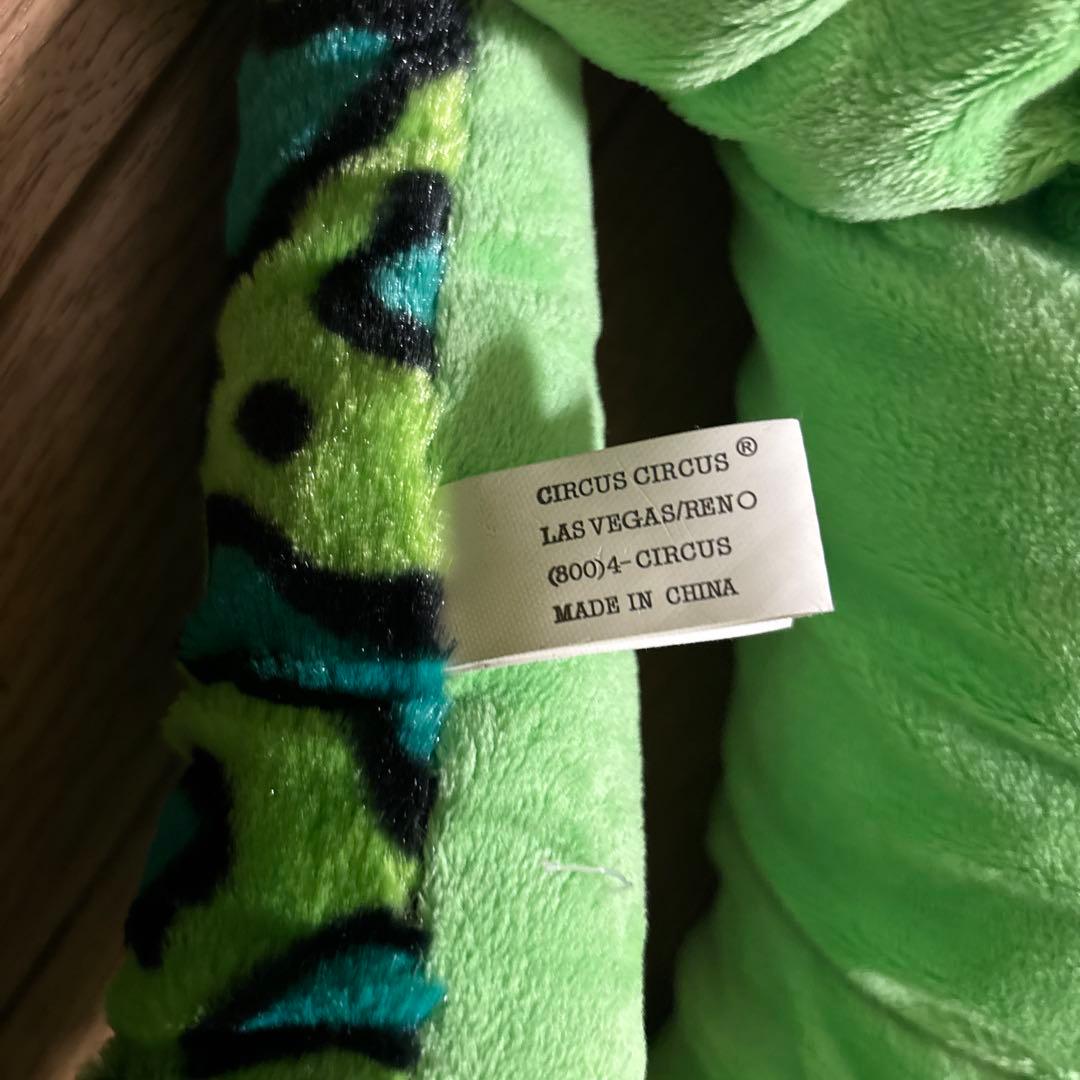 CIRCUS CIRCUS ®
LAS VEGAS/RENO
(800)4-CIRCUS
MADE IN CHINA